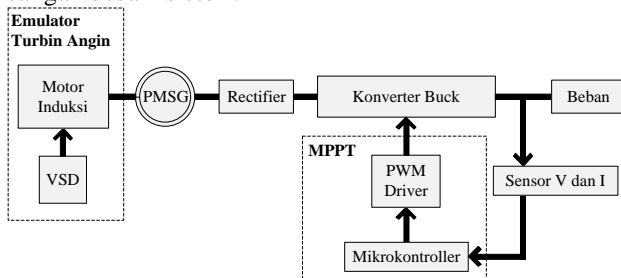 Emulator
Turbin Angin
Motor
Induksi
VSD
PMSG
Rectifier
Konverter Buck
Beban
MPPT
PWM
Driver
Sensor V dan I
Mikrokontroller